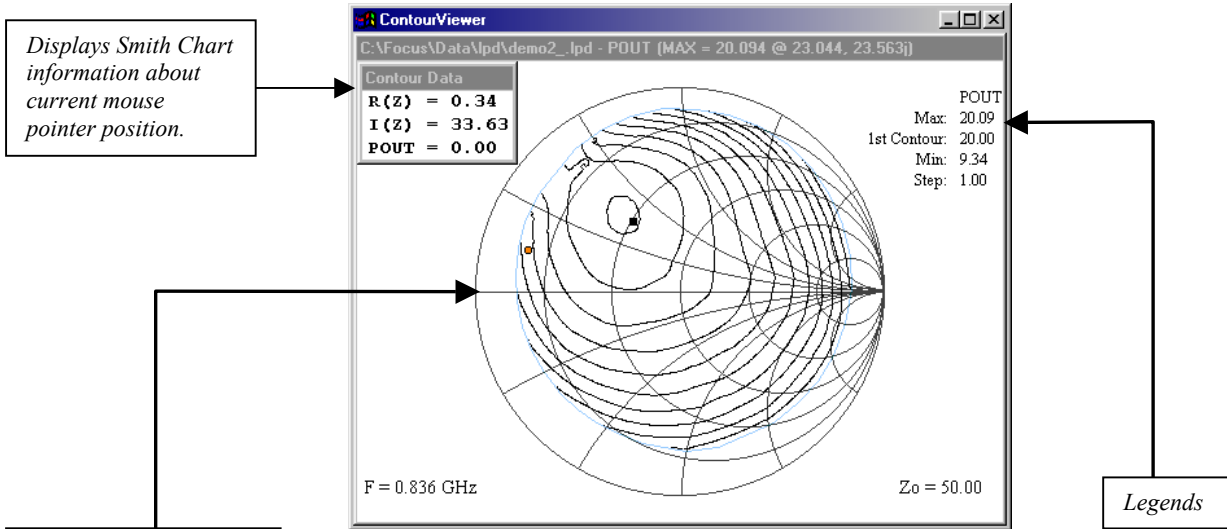 Displays Smith Chart
information about
current mouse
pointer position.
ContourViewer
C:\Focus\Data\lpd\demo2_.lpd - POUT (MAX = 20.094 @ 23.044, 23.563j)
Contour Data
R(Z) = 0.34
I(Z) = 33.63
POUT = 0.00
POUT
Max: 20.09
1st Contour: 20.00
Min: 9.34
Step: 1.00
F = 0.836 GHz
Zo = 50.00
Legends